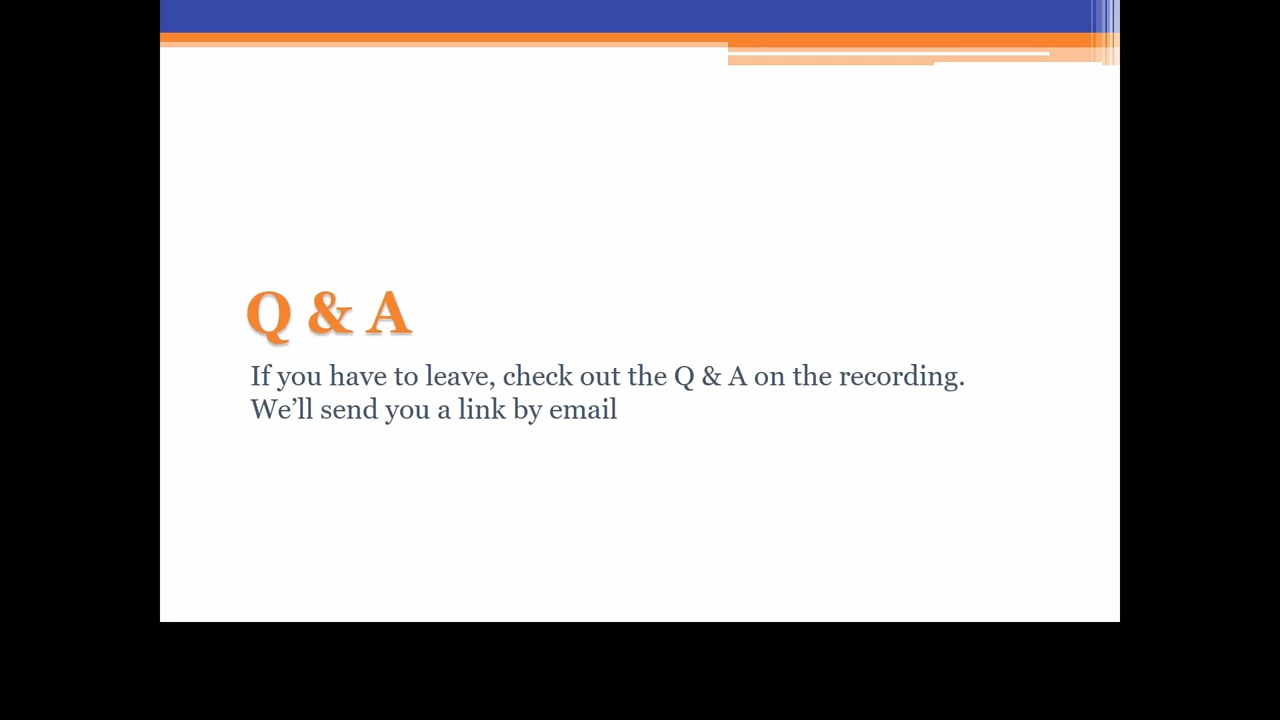 Q & A
If you have to leave, check out the Q & A on the recording.
We’ll send you a link by email